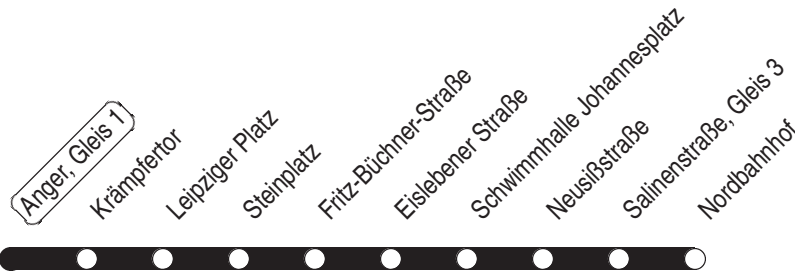 Anger, Gleis 1
Krämpfertor
Leipziger Platz
Steinplatz
Fritz-Büchner-Straße
Eislebener Straße
Schwimmhalle Johannesplatz
Neusißstraße
Salinenstraße, Gleis 3
Nordbahnhof